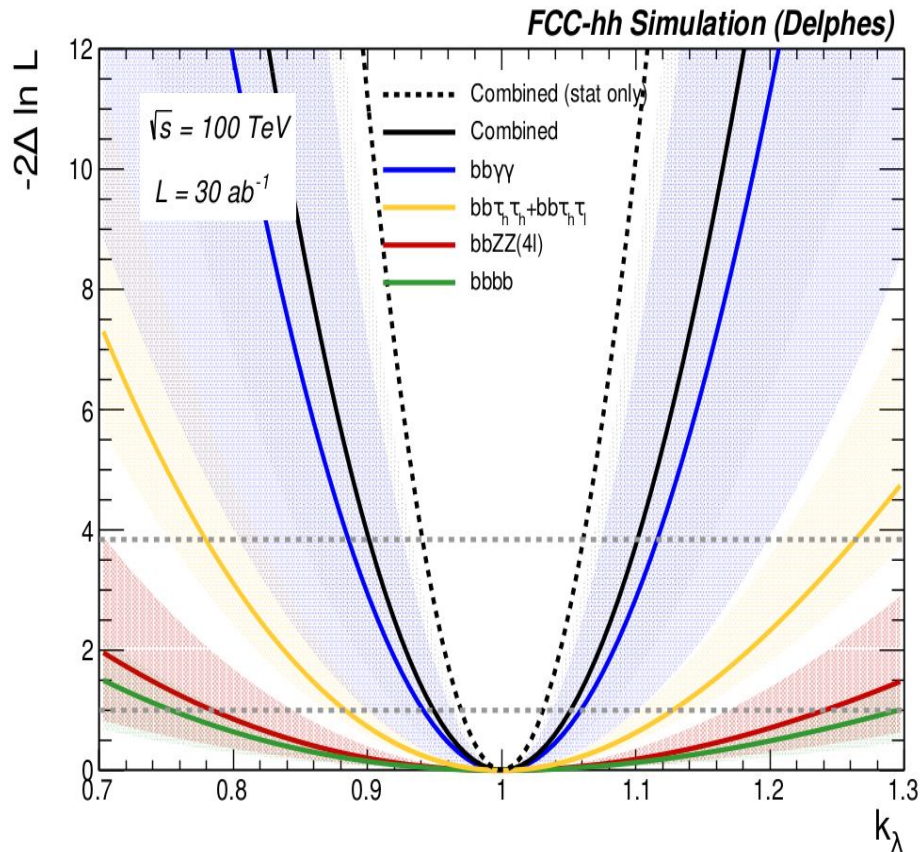 FCC-hh Simulation (Delphes)
-2Δ ln L
12
10
8
6
4
2
0
√s = 100 TeV
L = 30 ab⁻¹
Combined (stat only)
Combined
bbγγ
bbτₕτₕ+bbτₕτₗ
bbZZ(4l)
bbbb
0.7 0.8 0.9 1 1.1 1.2 1.3
k_λ